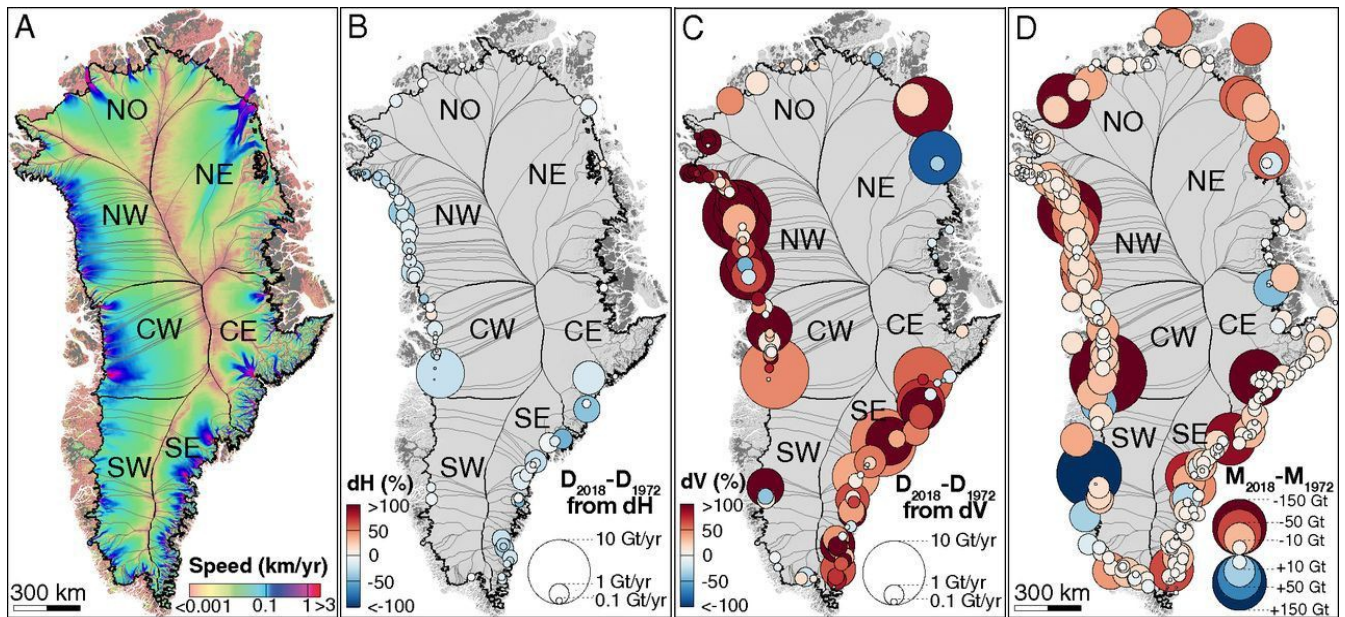 A
NO
NE
NW
CW
CE
SE
SW
Speed (km/yr)
<0.001 0.1 1>3
300 km
B
NO
NE
NW
CW
CE
SE
SW
dH (%)
>100
50
0
-50
<-100
D2018-D1972
from dH
10 Gt/yr
1 Gt/yr
0.1 Gt/yr
C
NO
NE
NW
CW
CE
SE
SW
dV (%)
>100
50
0
-50
<-100
D2018-D1972
from dV
10 Gt/yr
1 Gt/yr
0.1 Gt/yr
D
NO
NE
NW
CW
CE
SE
SW
M2018-M1972
-150 Gt
-50 Gt
-10 Gt
+10 Gt
+50 Gt
+150 Gt
300 km